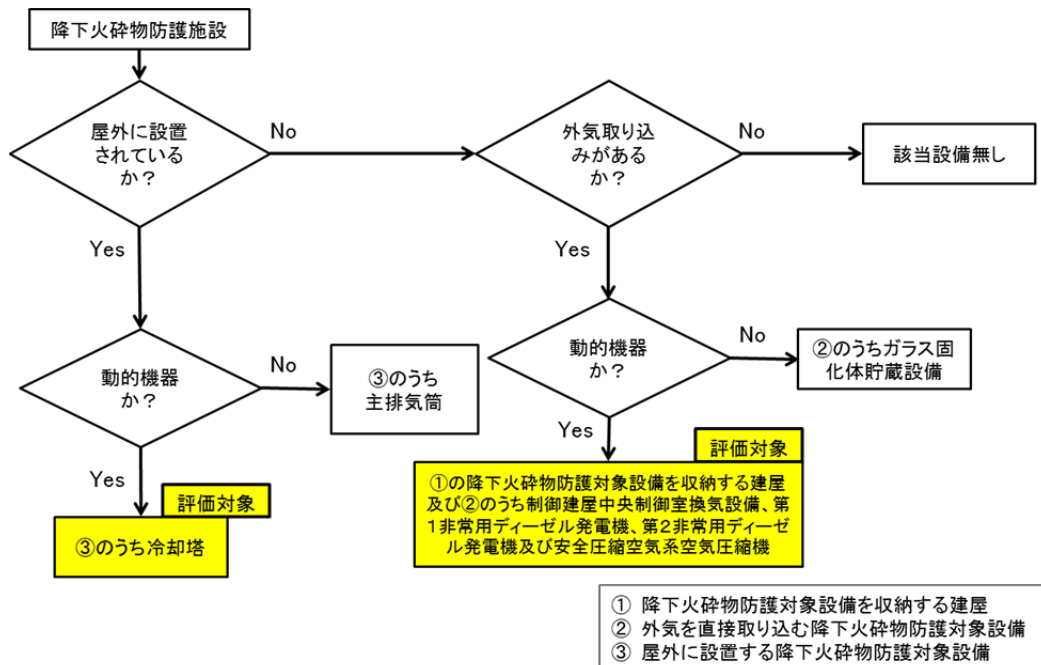 降下火砕物防護施設
屋外に設置
されている
か？
No
外気取り込
みがある
か？
No
該当設備無し
Yes
Yes
動的機器
か？
No
③のうち
主排気筒
動的機器
か？
No
②のうちガラス固
化体貯蔵設備
Yes
評価対象
③のうち冷却塔
Yes
評価対象
①の降下火砕物防護対象設備を収納する建屋
及び②のうち制御建屋中央制御室換気設備、第
１非常用ディーゼル発電機、第２非常用ディーゼ
ル発電機及び安全圧縮空気系空気圧縮機
① 降下火砕物防護対象設備を収納する建屋
② 外気を直接取り込む降下火砕物防護対象設備
③ 屋外に設置する降下火砕物防護対象設備